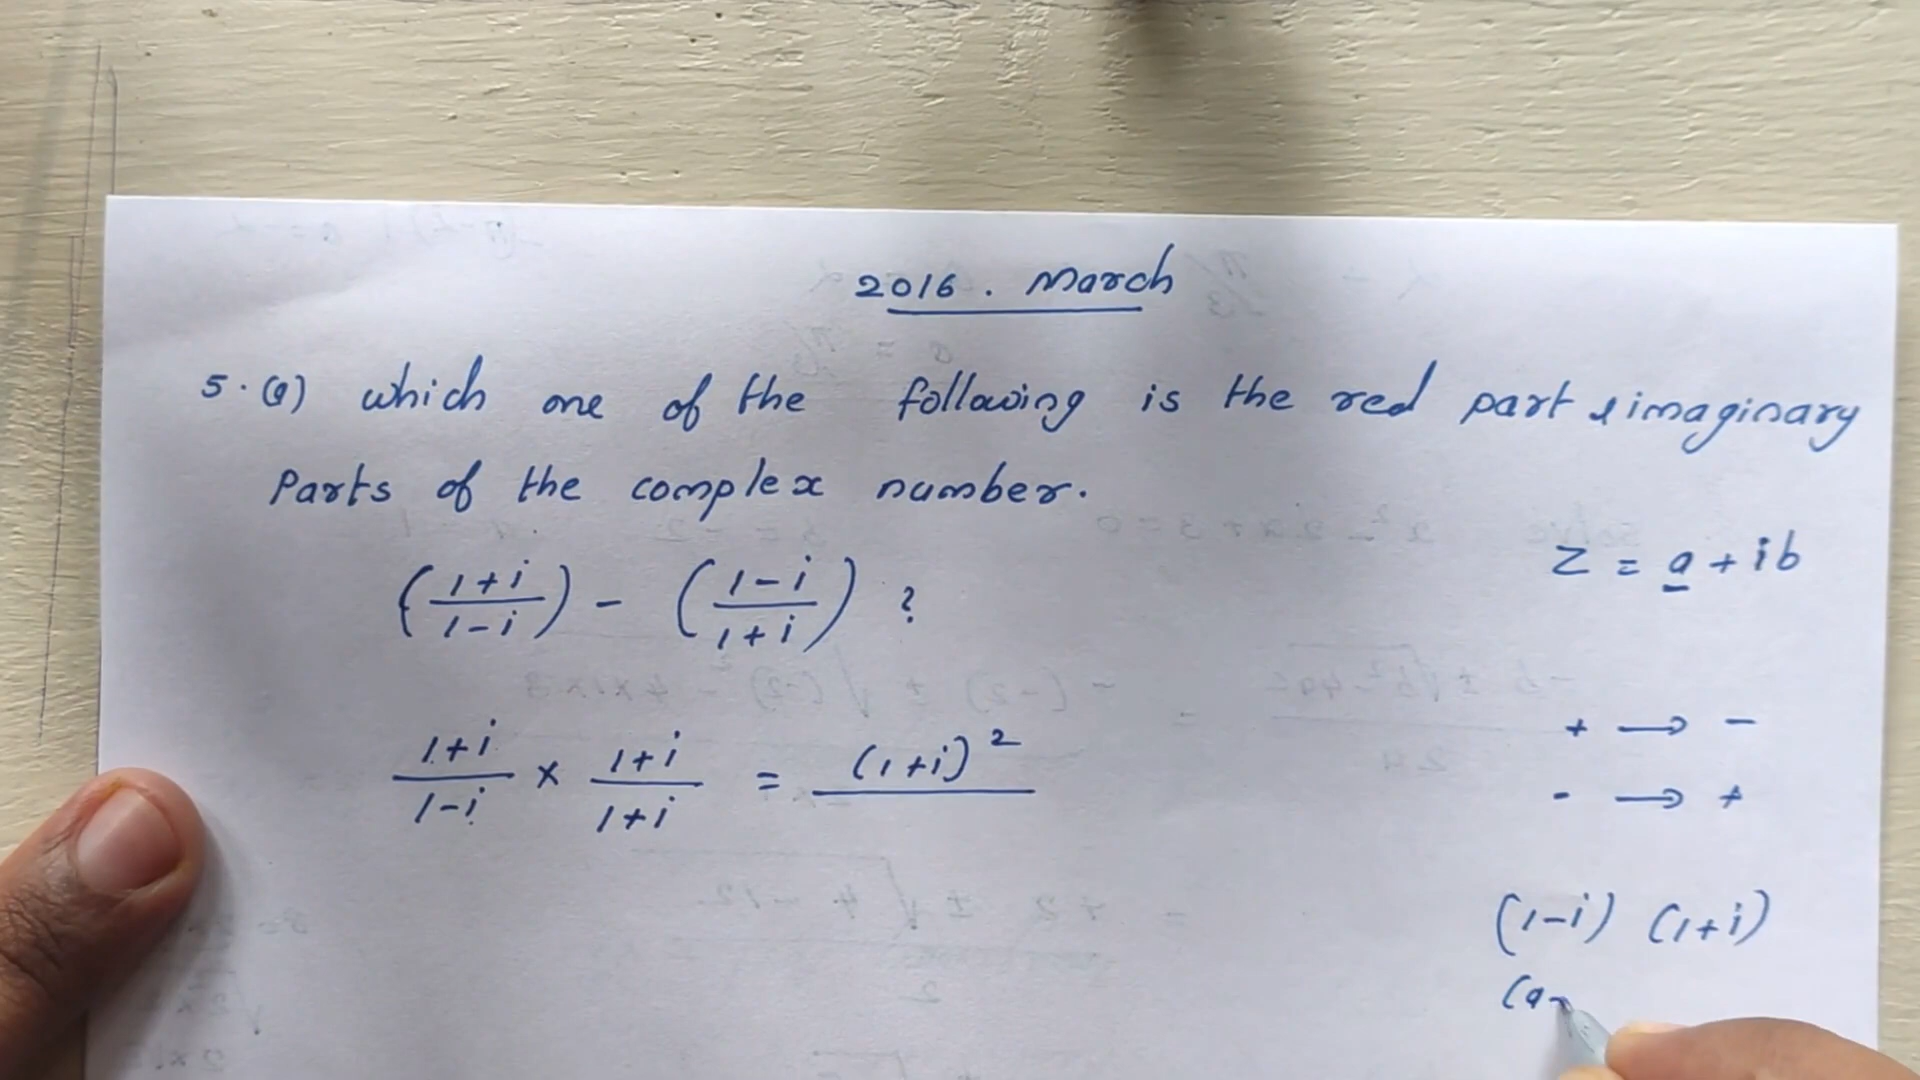 2016 . March
5. (a) which one of the following is the real part & imaginary
Parts of the complex number.
(1+i/1-i) - (1-i/1+i) ?
z = a + ib
1+i/1-i × 1+i/1+i = (1+i)²
+ → -
- → +
(1-i) (1+i)
(a-